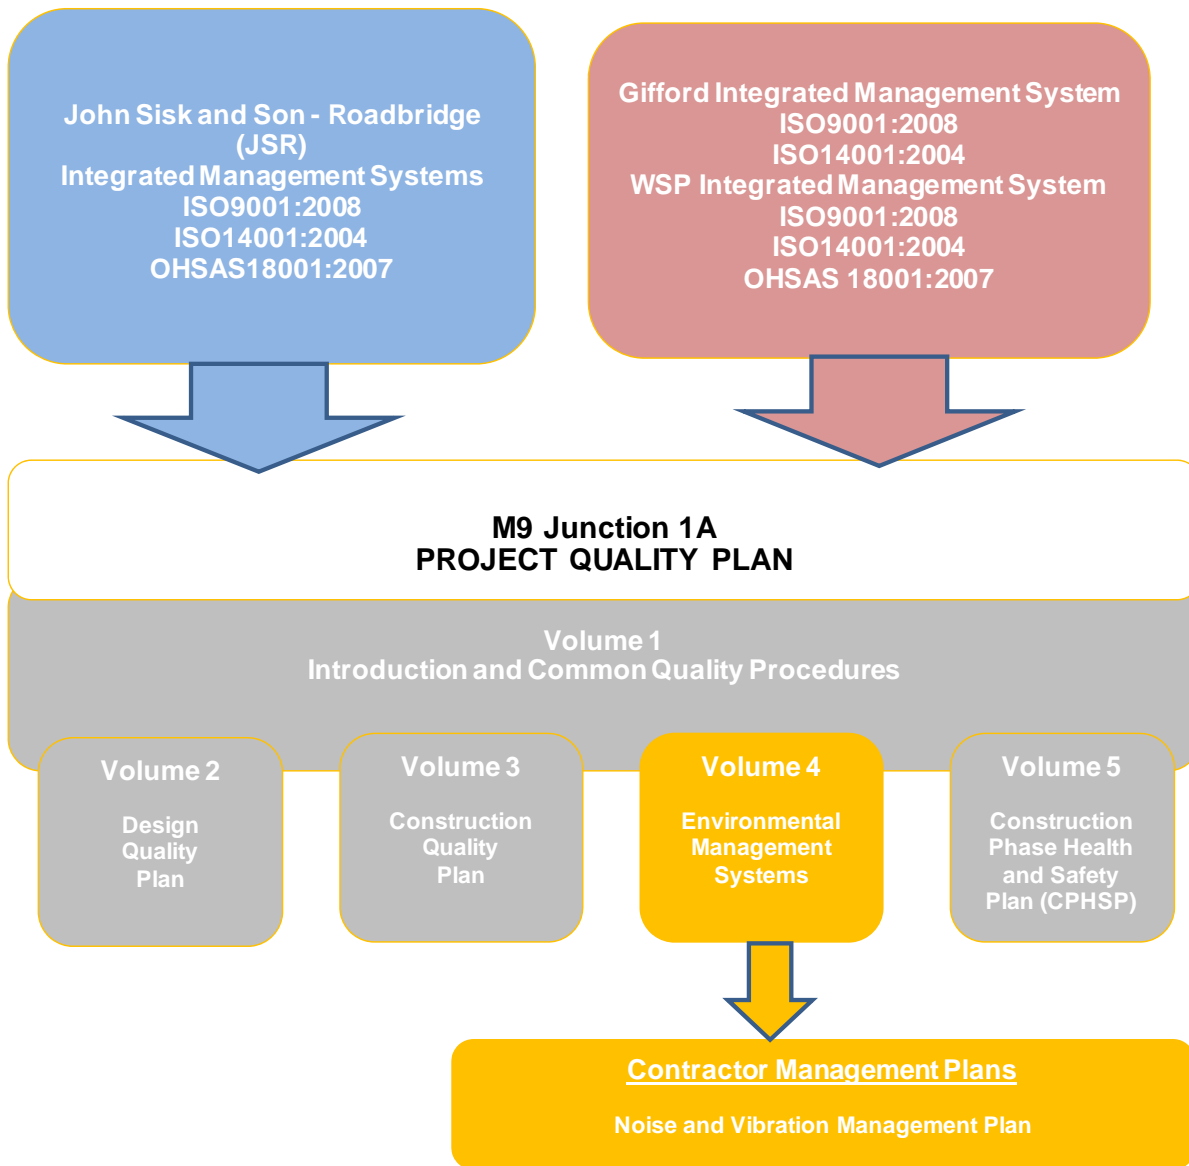 John Sisk and Son - Roadbridge
(JSR)
Integrated Management Systems
ISO9001:2008
ISO14001:2004
OHSAS18001:2007
Gifford Integrated Management System
ISO9001:2008
ISO14001:2004
WSP Integrated Management System
ISO9001:2008
ISO14001:2004
OHSAS 18001:2007
M9 Junction 1A
PROJECT QUALITY PLAN
Volume 1
Introduction and Common Quality Procedures
Volume 2
Design
Quality
Plan
Volume 3
Construction
Quality
Plan
Volume 4
Environmental
Management
Systems
Volume 5
Construction
Phase Health
and Safety
Plan (CPHSP)
Contractor Management Plans
Noise and Vibration Management Plan